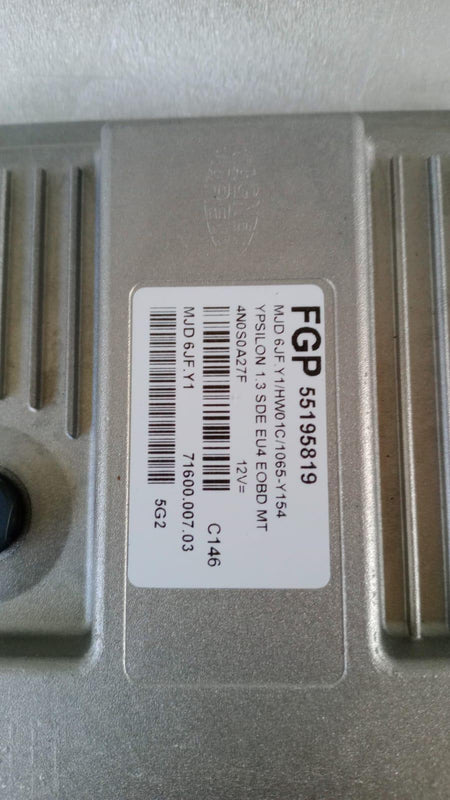 FGP 55195819
MJD 6JF.Y1/HW01C/1065-Y154
YPSILON 1.3 SDE EU4 EOBD MT
4N0S0A27F 12V=
C146
MJD 6JF.Y1 71600.007.03
5G2